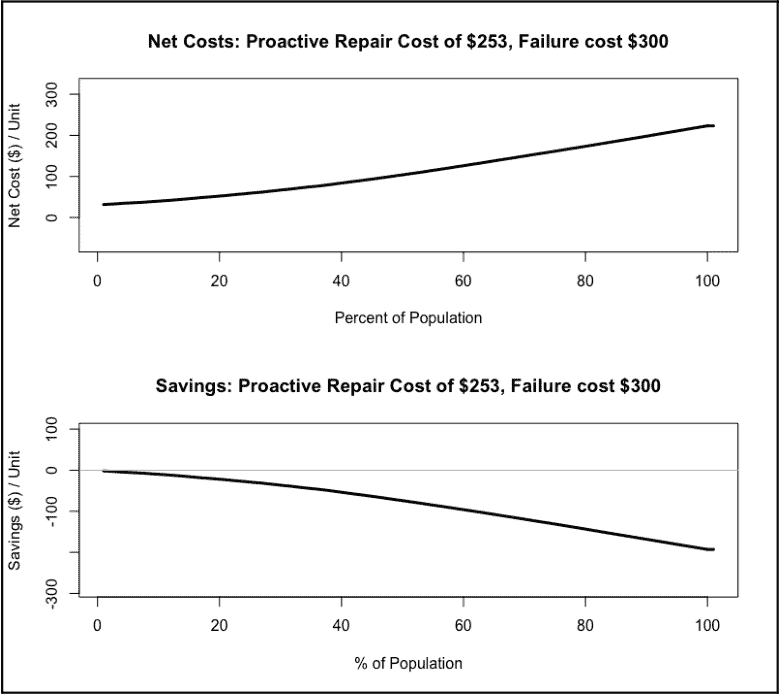 Net Costs: Proactive Repair Cost of $253, Failure cost $300
Net Cost ($) / Unit
300
200
100
0
0 20 40 60 80 100
Percent of Population
Savings: Proactive Repair Cost of $253, Failure cost $300
Savings ($) / Unit
100
0
-100
-300
0 20 40 60 80 100
% of Population